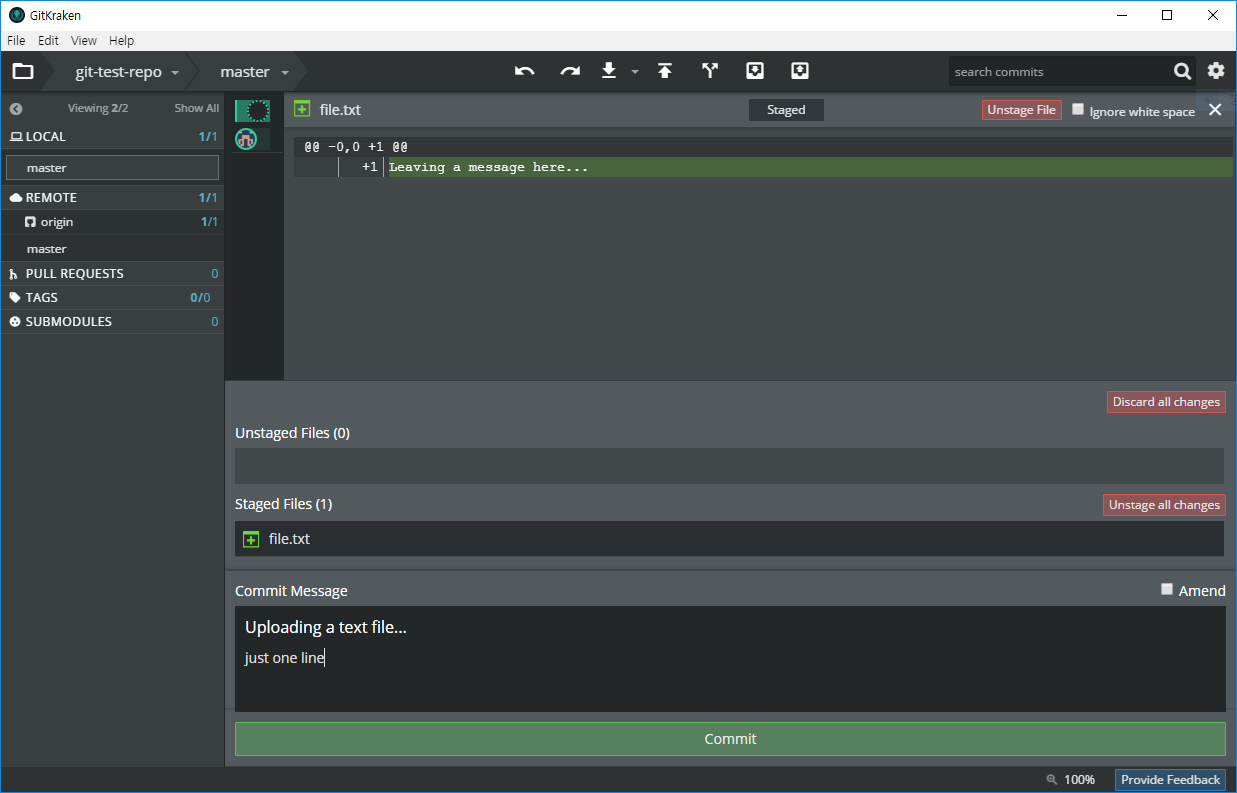 GitKraken
File Edit View Help
git-test-repo master search commits
Viewing 2/2 Show All
LOCAL 1/1
master
REMOTE 1/1
origin 1/1
master
PULL REQUESTS 0
TAGS 0/0
SUBMODULES 0
file.txt Staged Unstage File Ignore white space
@@ -0,0 +1 @@
+1 Leaving a message here...
Discard all changes
Unstaged Files (0)
Staged Files (1) Unstage all changes
file.txt
Commit Message Amend
Uploading a text file...
just one line
Commit
100% Provide Feedback